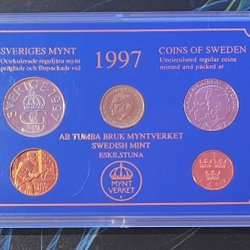 SVERIGES MYNT
Ocirkulerade reguljära mynt
präglade och förpackade vid
1997
COINS OF SWEDEN
Uncirculated regular coins
minted and packed at
SVERIGE
AB TUMBA BRUK MYNTVERKET
SWEDISH MINT
ESKILSTUNA
MYNT
VERKET